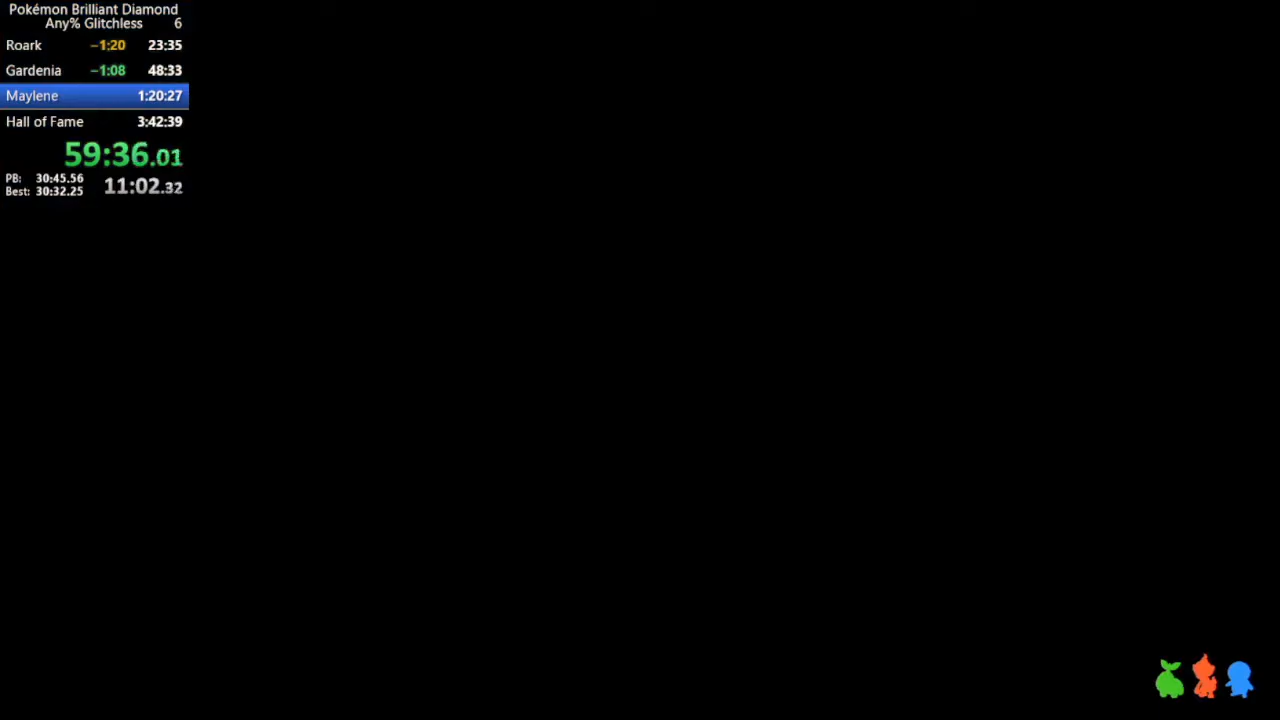 Pokémon Brilliant Diamond
Any% Glitchless 6
Roark −1:20 23:35
Gardenia −1:08 48:33
Maylene 1:20:27
Hall of Fame 3:42:39
59:36.01
PB: 30:45.56
Best: 30:32.25
11:02.32